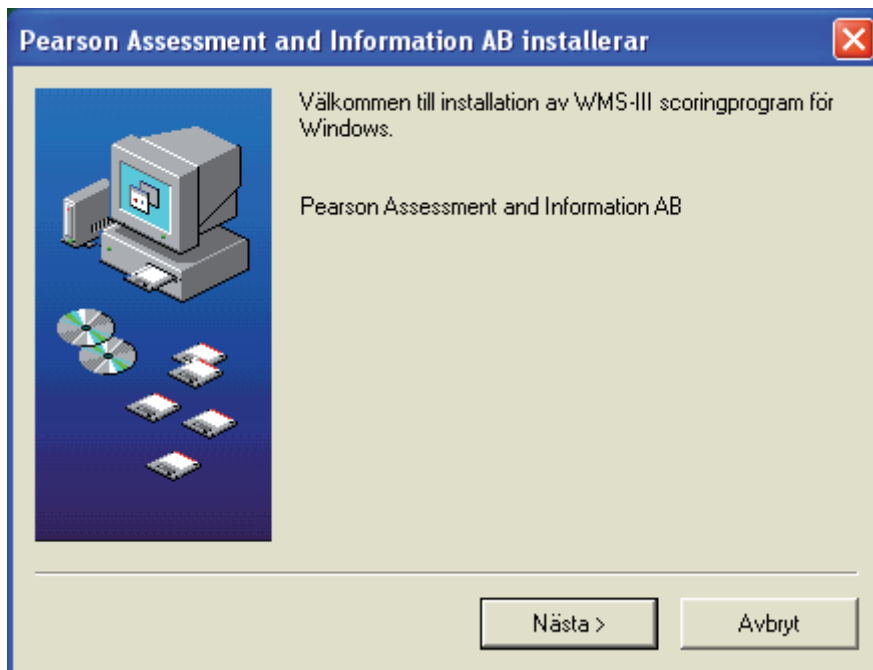 Pearson Assessment and Information AB installerar
Välkommen till installation av WMS-III scoringprogram för
Windows.
Pearson Assessment and Information AB
Nästa >
Avbryt